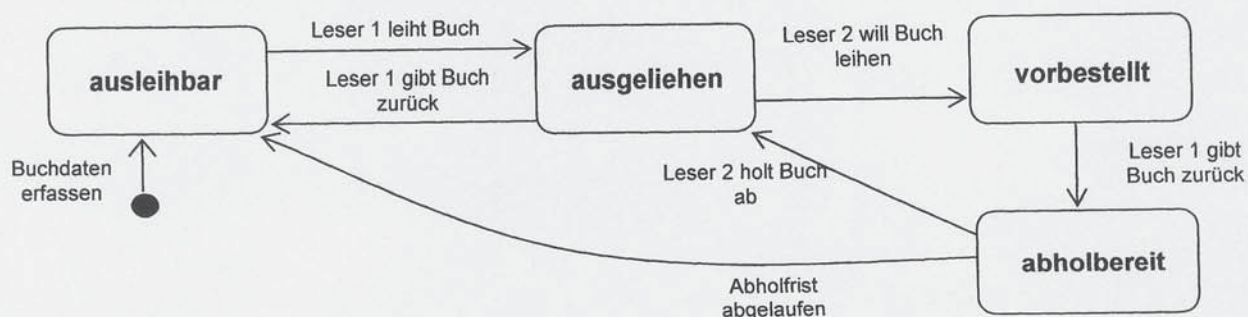 Leser 1 leiht Buch
ausleihbar
Leser 1 gibt Buch
zurück
ausgeliehen
Leser 2 will Buch
leihen
vorbestellt
Buchdaten
erfassen
Leser 2 holt Buch
ab
Leser 1 gibt
Buch zurück
abholbereit
Abholfrist
abgelaufen